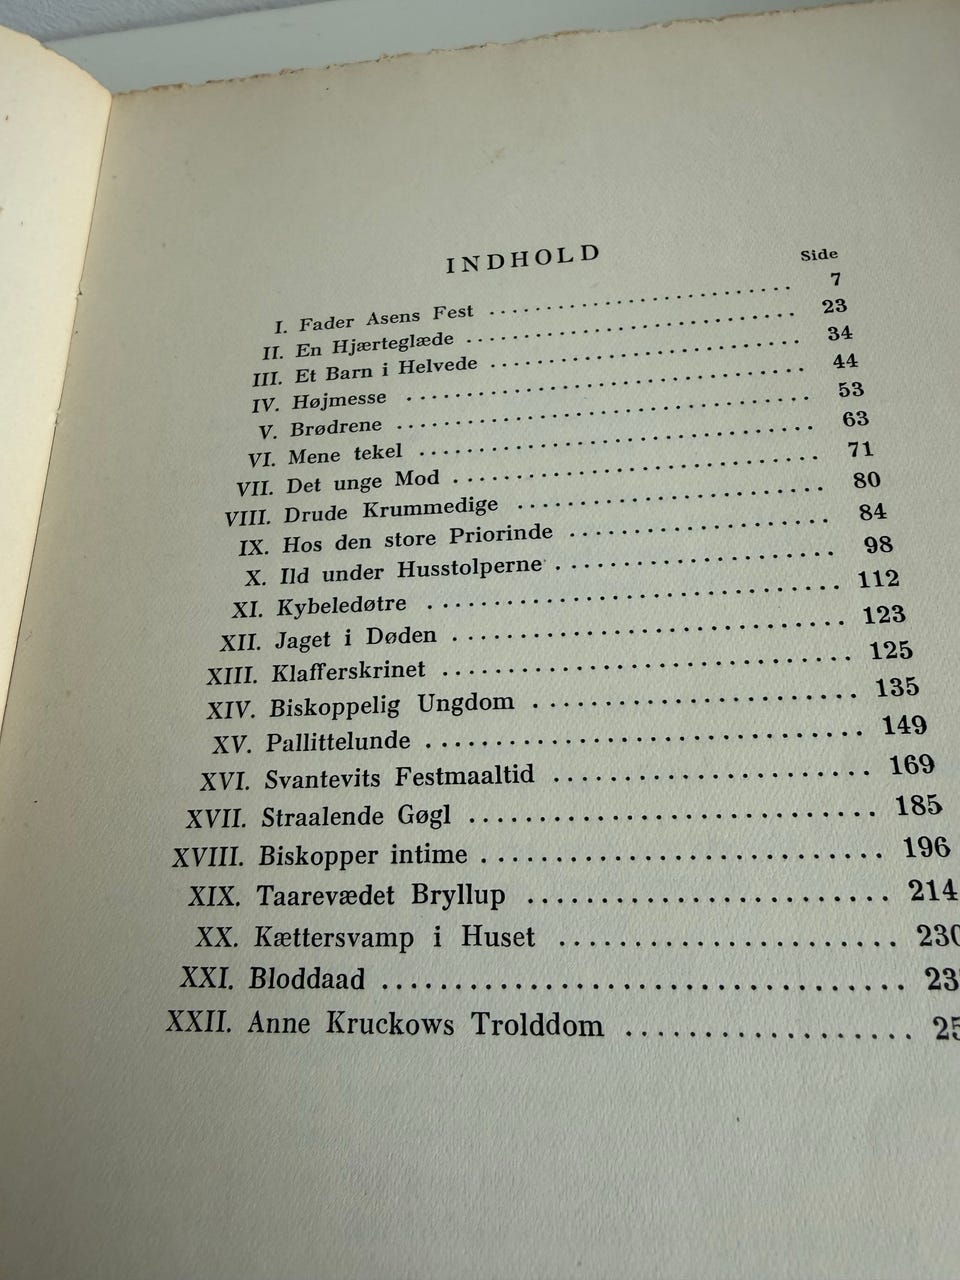 INDHOLD
Side
I. Fader Asens Fest ........................ 7
II. En Hjærteglæde ........................ 23
III. Et Barn i Helvede ........................ 34
IV. Højmesse ........................ 44
V. Brødrene ........................ 53
VI. Mene tekel ........................ 63
VII. Det unge Mod ........................ 71
VIII. Drude Krummedige ........................ 80
IX. Hos den store Priorinde ........................ 84
X. Ild under Husstolperne ........................ 98
XI. Kybeledøtre ........................ 112
XII. Jaget i Døden ........................ 123
XIII. Klafferskrinet ........................ 125
XIV. Biskoppelig Ungdom ........................ 135
XV. Pallittelunde ........................ 149
XVI. Svantevits Festmaaltid ........................ 169
XVII. Straalende Gøgl ........................ 185
XVIII. Biskopper intime ........................ 196
XIX. Taarevædet Bryllup ........................ 214
XX. Kættersvamp i Huset ........................ 230
XXI. Bloddaad ........................
XXII. Anne Kruckows Trolddom ........................